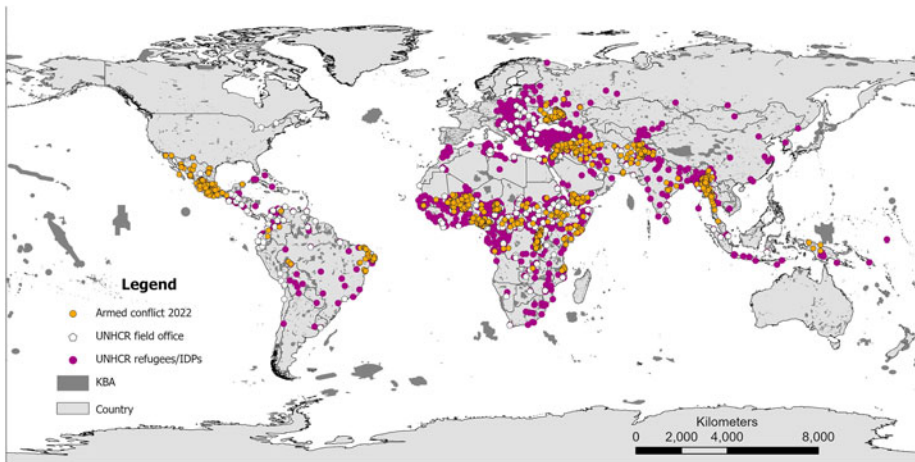 Legend
Armed conflict 2022
UNHCR field office
UNHCR refugees/IDPs
KBA
Country
Kilometers
0 2,000 4,000 8,000